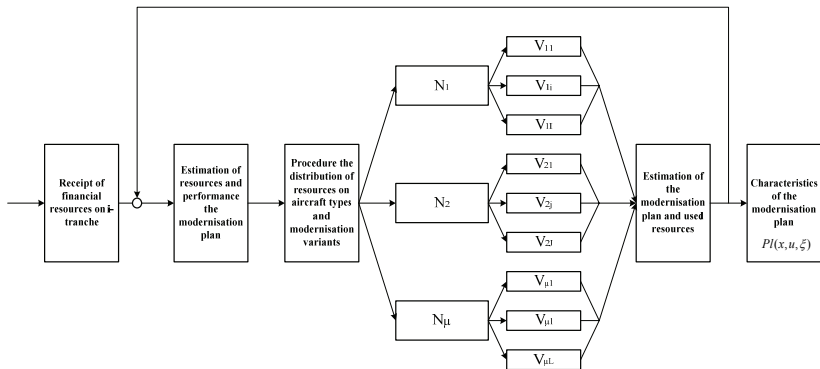 Receipt of
financial
resources on i-
tranche
Estimation of
resources and
performance
the
modernisation
plan
Procedure the
distribution of
resources on
aircraft types
and
modernisation
variants
N1
N2
Nμ
V11
V1i
V1I
V21
V2j
V2J
Vμ1
Vμl
VμL
Estimation of
the
modernisation
plan and used
resources
Characteristics
of the
modernisation
plan
Pl(x,u,ξ)